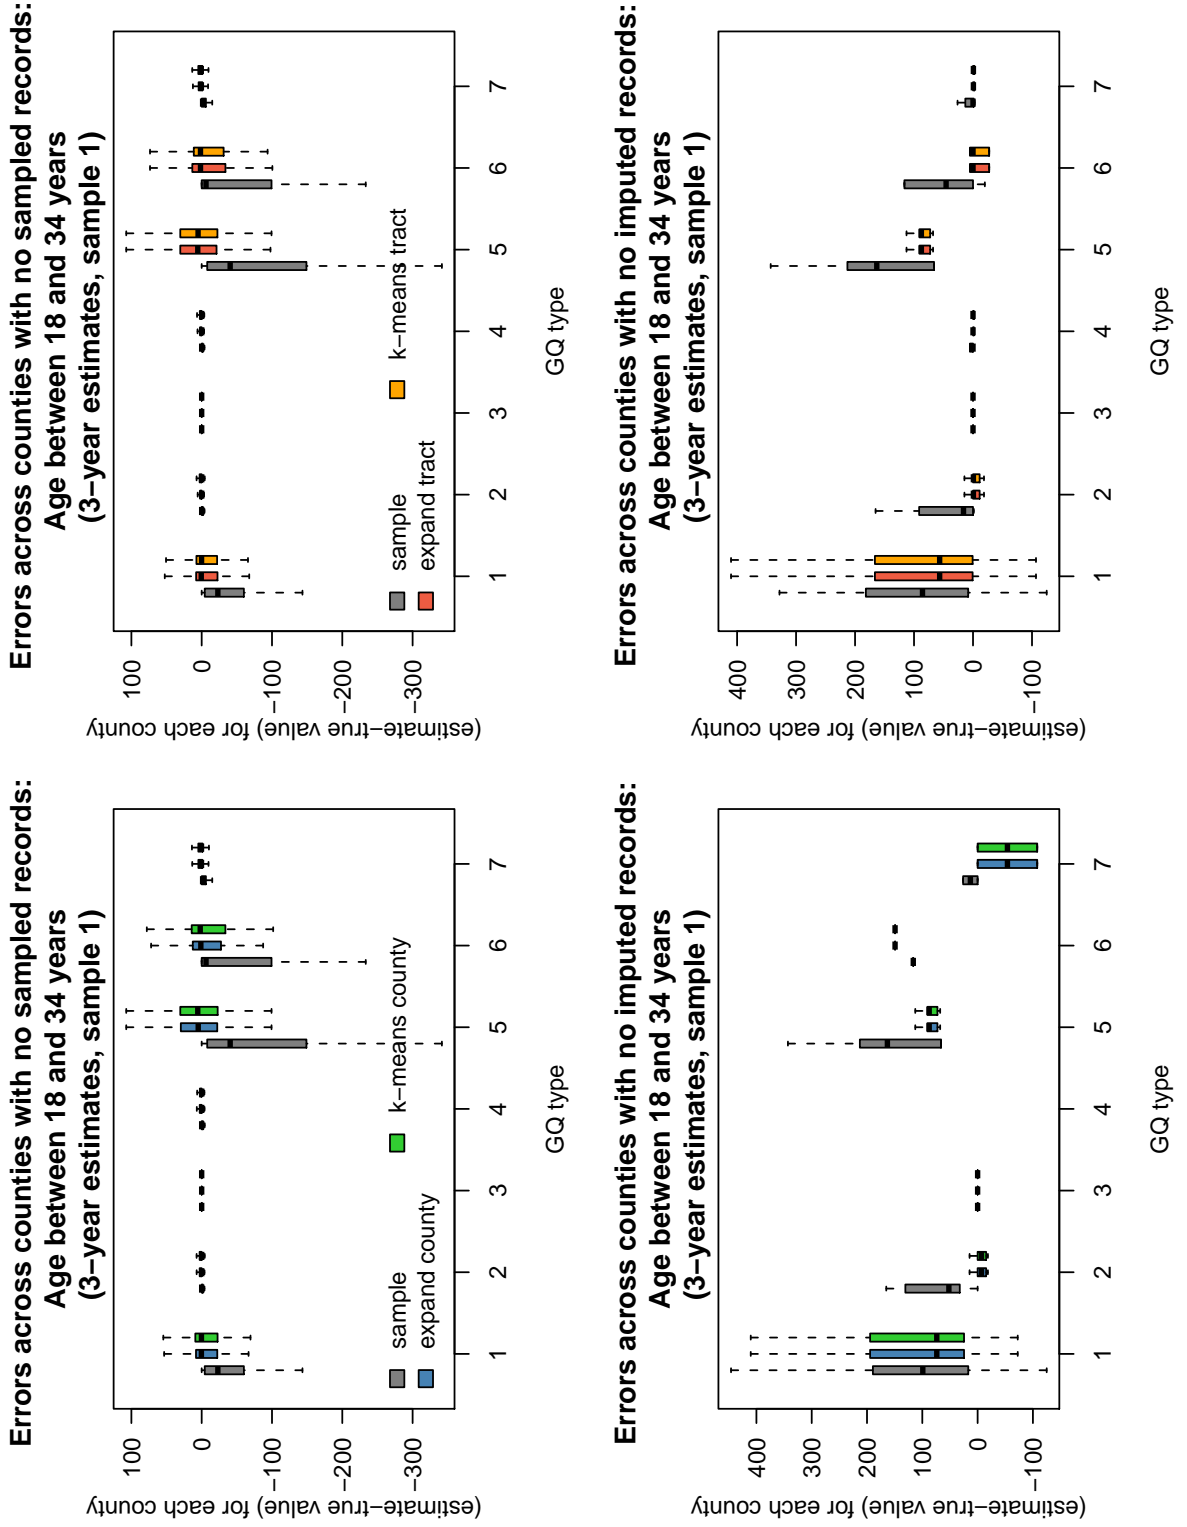 Errors across counties with no sampled records:
Age between 18 and 34 years
(3−year estimates, sample 1)
(estimate−true value) for each county
100
0
−100
−200
−300
sample
expand county
k−means county
1
2
3
4
5
6
7
GQ type
Errors across counties with no sampled records:
Age between 18 and 34 years
(3−year estimates, sample 1)
(estimate−true value) for each county
100
0
−100
−200
−300
sample
expand tract
k−means tract
1
2
3
4
5
6
7
GQ type
Errors across counties with no imputed records:
Age between 18 and 34 years
(3−year estimates, sample 1)
(estimate−true value) for each county
400
300
200
100
0
−100
1
2
3
4
5
6
7
GQ type
Errors across counties with no imputed records:
Age between 18 and 34 years
(3−year estimates, sample 1)
(estimate−true value) for each county
400
300
200
100
0
−100
1
2
3
4
5
6
7
GQ type